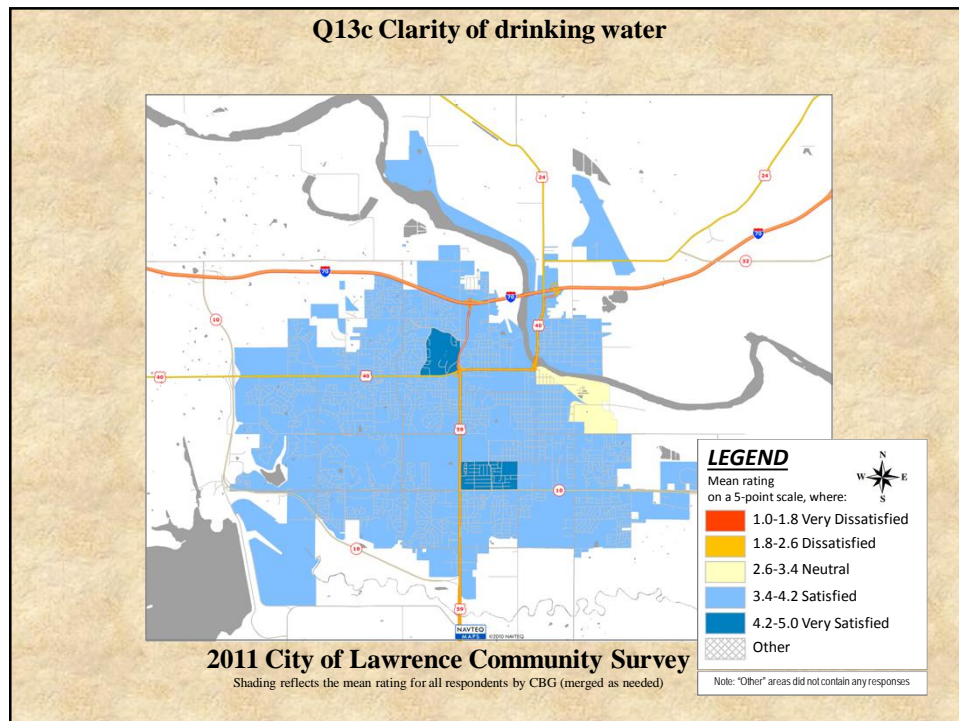 Q13c Clarity of drinking water
24
24
70
70
70
32
10
40
40
40
59
10
10
59
NAVTEQ
MAPS
©2010 NAVTEQ
LEGEND
Mean rating
on a 5-point scale, where:
N
W E
S
1.0-1.8 Very Dissatisfied
1.8-2.6 Dissatisfied
2.6-3.4 Neutral
3.4-4.2 Satisfied
4.2-5.0 Very Satisfied
Other
Note: "Other" areas did not contain any responses
2011 City of Lawrence Community Survey
Shading reflects the mean rating for all respondents by CBG (merged as needed)